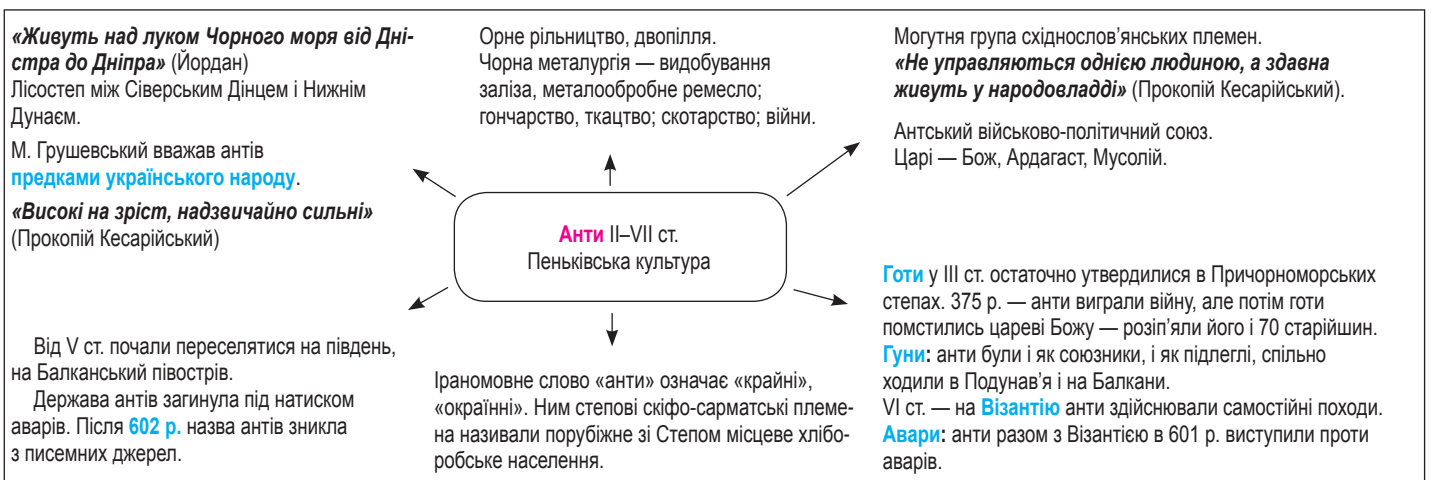 «Живуть над луком Чорного моря від Дні-
стра до Дніпра» (Йордан)
Лісостеп між Сіверським Дінцем і Нижнім
Дунаєм.
М. Грушевський вважав антів
предками українського народу.
«Високі на зріст, надзвичайно сильні»
(Прокопій Кесарійський)
Орне рільництво, двопілля.
Чорна металургія — видобування
заліза, металообробне ремесло;
гончарство, ткацтво; скотарство; війни.
Могутня група східнослов’янських племен.
«Не управляються однією людиною, а здавна
живуть у народовладді» (Прокопій Кесарійський).
Антський військово-політичний союз.
Царі — Бож, Ардагаст, Мусолій.
Анти II–VII ст.
Пеньківська культура
Від V ст. почали переселятися на південь,
на Балканський півострів.
Держава антів загинула під натиском
аварів. Після 602 р. назва антів зникла
з писемних джерел.
Іраномовне слово «анти» означає «крайні»,
«окраїнні». Ним степові скіфо-сарматські племе-
на називали порубіжне зі Степом місцеве хлібо-
робське населення.
Готи у III ст. остаточно утвердилися в Причорноморських
степах. 375 р. — анти виграли війну, але потім готи
помстились цареві Божу — розіп’яли його і 70 старійшин.
Гуни: анти були і як союзники, і як підлеглі, спільно
ходили в Подунав’я і на Балкани.
VI ст. — на Візантію анти здійснювали самостійні походи.
Авари: анти разом з Візантією в 601 р. виступили проти
аварів.